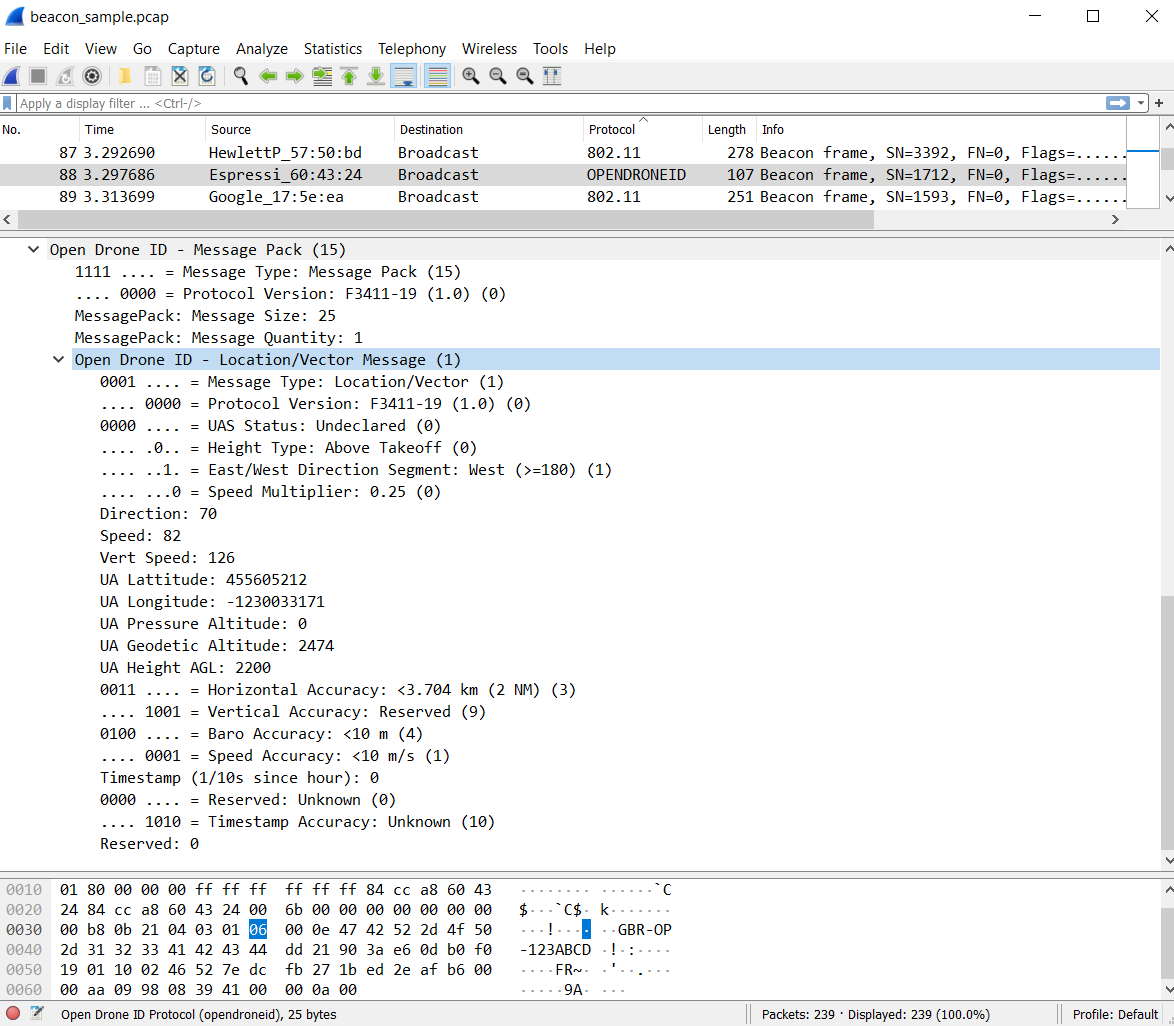 beacon_sample.pcap
File Edit View Go Capture Analyze Statistics Telephony Wireless Tools Help
Apply a display filter ... <Ctrl-/>
No. Time Source Destination Protocol Length Info
87 3.292690 HewlettP_57:50:bd Broadcast 802.11 278 Beacon frame, SN=3392, FN=0, Flags=......
88 3.297686 Espressi_60:43:24 Broadcast OPENDRONEID 107 Beacon frame, SN=1712, FN=0, Flags=......
89 3.313699 Google_17:5e:ea Broadcast 802.11 251 Beacon frame, SN=1593, FN=0, Flags=......
Open Drone ID - Message Pack (15)
1111 .... = Message Type: Message Pack (15)
.... 0000 = Protocol Version: F3411-19 (1.0) (0)
MessagePack: Message Size: 25
MessagePack: Message Quantity: 1
Open Drone ID - Location/Vector Message (1)
0001 .... = Message Type: Location/Vector (1)
.... 0000 = Protocol Version: F3411-19 (1.0) (0)
0000 .... = UAS Status: Undeclared (0)
.... .0.. = Height Type: Above Takeoff (0)
.... ..1. = East/West Direction Segment: West (>=180) (1)
.... ...0 = Speed Multiplier: 0.25 (0)
Direction: 70
Speed: 82
Vert Speed: 126
UA Lattitude: 455605212
UA Longitude: -1230033171
UA Pressure Altitude: 0
UA Geodetic Altitude: 2474
UA Height AGL: 2200
0011 .... = Horizontal Accuracy: <3.704 km (2 NM) (3)
.... 1001 = Vertical Accuracy: Reserved (9)
0100 .... = Baro Accuracy: <10 m (4)
.... 0001 = Speed Accuracy: <10 m/s (1)
Timestamp (1/10s since hour): 0
0000 .... = Reserved: Unknown (0)
.... 1010 = Timestamp Accuracy: Unknown (10)
Reserved: 0
0010 01 80 00 00 00 ff ff ff ff ff ff 84 cc a8 60 43 ········ ······`C
0020 24 84 cc a8 60 43 24 00 6b 00 00 00 00 00 00 00 $···`C$· k·······
0030 00 b8 0b 21 04 03 01 06 00 0e 47 42 52 2d 4f 50 ···!···· ··GBR-OP
0040 2d 31 32 33 41 42 43 44 dd 21 90 3a e6 0d b0 f0 -123ABCD ·!·:····
0050 19 01 10 02 46 52 7e dc fb 27 1b ed 2e af b6 00 ····FR~· ·'··.···
0060 00 aa 09 98 08 39 41 00 00 0a 00 ·····9A· ···
Open Drone ID Protocol (opendroneid), 25 bytes Packets: 239 · Displayed: 239 (100.0%) Profile: Default